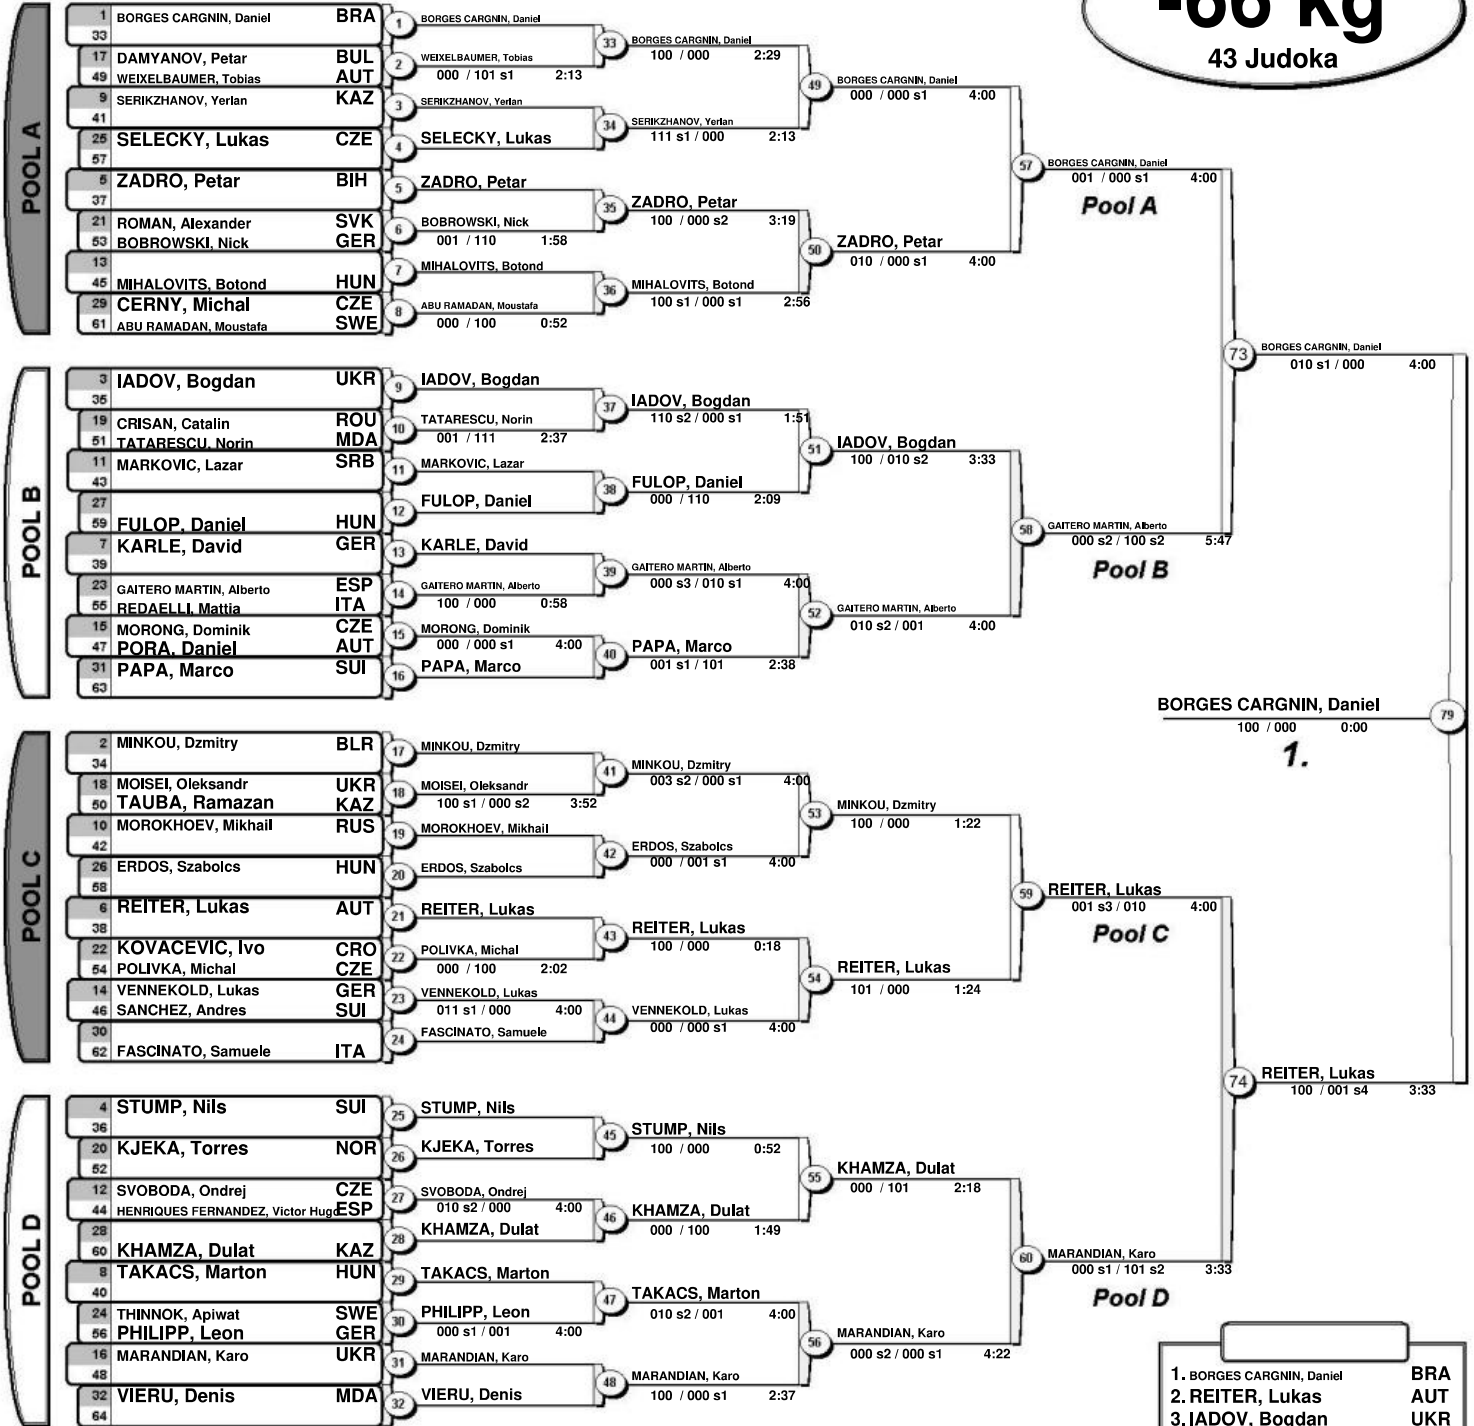 -66 kg
43 Judoka
POOL A
1 BORGES CARGNIN, Daniel BRA
33
17 DAMYANOV, Petar BUL
49 WEIXELBAUMER, Tobias AUT
9 SERIKZHANOV, Yerlan KAZ
41
25 SELECKY, Lukas CZE
57
5 ZADRO, Petar BIH
37
21 ROMAN, Alexander SVK
53 BOBROWSKI, Nick GER
13
45 MIHALOVITS, Botond HUN
29 CERNY, Michal CZE
61 ABU RAMADAN, Moustafa SWE
1 BORGES CARGNIN, Daniel
2 WEIXELBAUMER, Tobias
000 / 101 s1 2:13
3 SERIKZHANOV, Yerlan
4 SELECKY, Lukas
5 ZADRO, Petar
6 BOBROWSKI, Nick
001 / 110 1:58
7 MIHALOVITS, Botond
8 ABU RAMADAN, Moustafa
000 / 100 0:52
33 BORGES CARGNIN, Daniel
100 / 000 2:29
34 SERIKZHANOV, Yerlan
111 s1 / 000 2:13
35 ZADRO, Petar
100 / 000 s2 3:19
36 MIHALOVITS, Botond
100 s1 / 000 s1 2:56
49 BORGES CARGNIN, Daniel
000 / 000 s1 4:00
50 ZADRO, Petar
010 / 000 s1 4:00
57 BORGES CARGNIN, Daniel
001 / 000 s1 4:00
Pool A
POOL B
3 IADOV, Bogdan UKR
35
19 CRISAN, Catalin ROU
51 TATARESCU, Norin MDA
11 MARKOVIC, Lazar SRB
43
27
59 FULOP, Daniel HUN
7 KARLE, David GER
39
23 GAITERO MARTIN, Alberto ESP
55 REDAELLI, Mattia ITA
15 MORONG, Dominik CZE
47 PORA, Daniel AUT
31 PAPA, Marco SUI
63
9 IADOV, Bogdan
10 TATARESCU, Norin
001 / 111 2:37
11 MARKOVIC, Lazar
12 FULOP, Daniel
13 KARLE, David
14 GAITERO MARTIN, Alberto
100 / 000 0:58
15 MORONG, Dominik
000 / 000 s1 4:00
16 PAPA, Marco
37 IADOV, Bogdan
110 s2 / 000 s1 1:51
38 FULOP, Daniel
000 / 110 2:09
39 GAITERO MARTIN, Alberto
000 s3 / 010 s1 4:00
40 PAPA, Marco
001 s1 / 101 2:38
51 IADOV, Bogdan
100 / 010 s2 3:33
52 GAITERO MARTIN, Alberto
010 s2 / 001 4:00
58 GAITERO MARTIN, Alberto
000 s2 / 100 s2 5:47
Pool B
73 BORGES CARGNIN, Daniel
010 s1 / 000 4:00
BORGES CARGNIN, Daniel 79
100 / 000 0:00
1.
POOL C
2 MINKOU, Dzmitry BLR
34
18 MOISEI, Oleksandr UKR
50 TAUBA, Ramazan KAZ
10 MOROKHOEV, Mikhail RUS
42
26 ERDOS, Szabolcs HUN
58
6 REITER, Lukas AUT
38
22 KOVACEVIC, Ivo CRO
54 POLIVKA, Michal CZE
14 VENNEKOLD, Lukas GER
46 SANCHEZ, Andres SUI
30
62 FASCINATO, Samuele ITA
17 MINKOU, Dzmitry
18 MOISEI, Oleksandr
100 s1 / 000 s2 3:52
19 MOROKHOEV, Mikhail
20 ERDOS, Szabolcs
21 REITER, Lukas
22 POLIVKA, Michal
000 / 100 2:02
23 VENNEKOLD, Lukas
011 s1 / 000 4:00
24 FASCINATO, Samuele
41 MINKOU, Dzmitry
003 s2 / 000 s1 4:00
42 ERDOS, Szabolcs
000 / 001 s1 4:00
43 REITER, Lukas
100 / 000 0:18
44 VENNEKOLD, Lukas
000 / 000 s1 4:00
53 MINKOU, Dzmitry
100 / 000 1:22
54 REITER, Lukas
101 / 000 1:24
59 REITER, Lukas
001 s3 / 010 4:00
Pool C
POOL D
4 STUMP, Nils SUI
36
20 KJEKA, Torres NOR
52
12 SVOBODA, Ondrej CZE
44 HENRIQUES FERNANDEZ, Victor Hugo ESP
28
60 KHAMZA, Dulat KAZ
8 TAKACS, Marton HUN
40
24 THINNOK, Apiwat SWE
56 PHILIPP, Leon GER
16 MARANDIAN, Karo UKR
48
32 VIERU, Denis MDA
64
25 STUMP, Nils
26 KJEKA, Torres
27 SVOBODA, Ondrej
010 s2 / 000 4:00
28 KHAMZA, Dulat
29 TAKACS, Marton
30 PHILIPP, Leon
000 s1 / 001 4:00
31 MARANDIAN, Karo
32 VIERU, Denis
45 STUMP, Nils
100 / 000 0:52
46 KHAMZA, Dulat
000 / 100 1:49
47 TAKACS, Marton
010 s2 / 001 4:00
48 MARANDIAN, Karo
100 / 000 s1 2:37
55 KHAMZA, Dulat
000 / 101 2:18
56 MARANDIAN, Karo
000 s2 / 000 s1 4:22
60 MARANDIAN, Karo
000 s1 / 101 s2 3:33
Pool D
74 REITER, Lukas
100 / 001 s4 3:33
1. BORGES CARGNIN, Daniel BRA
2. REITER, Lukas AUT
3. IADOV, Bogdan UKR